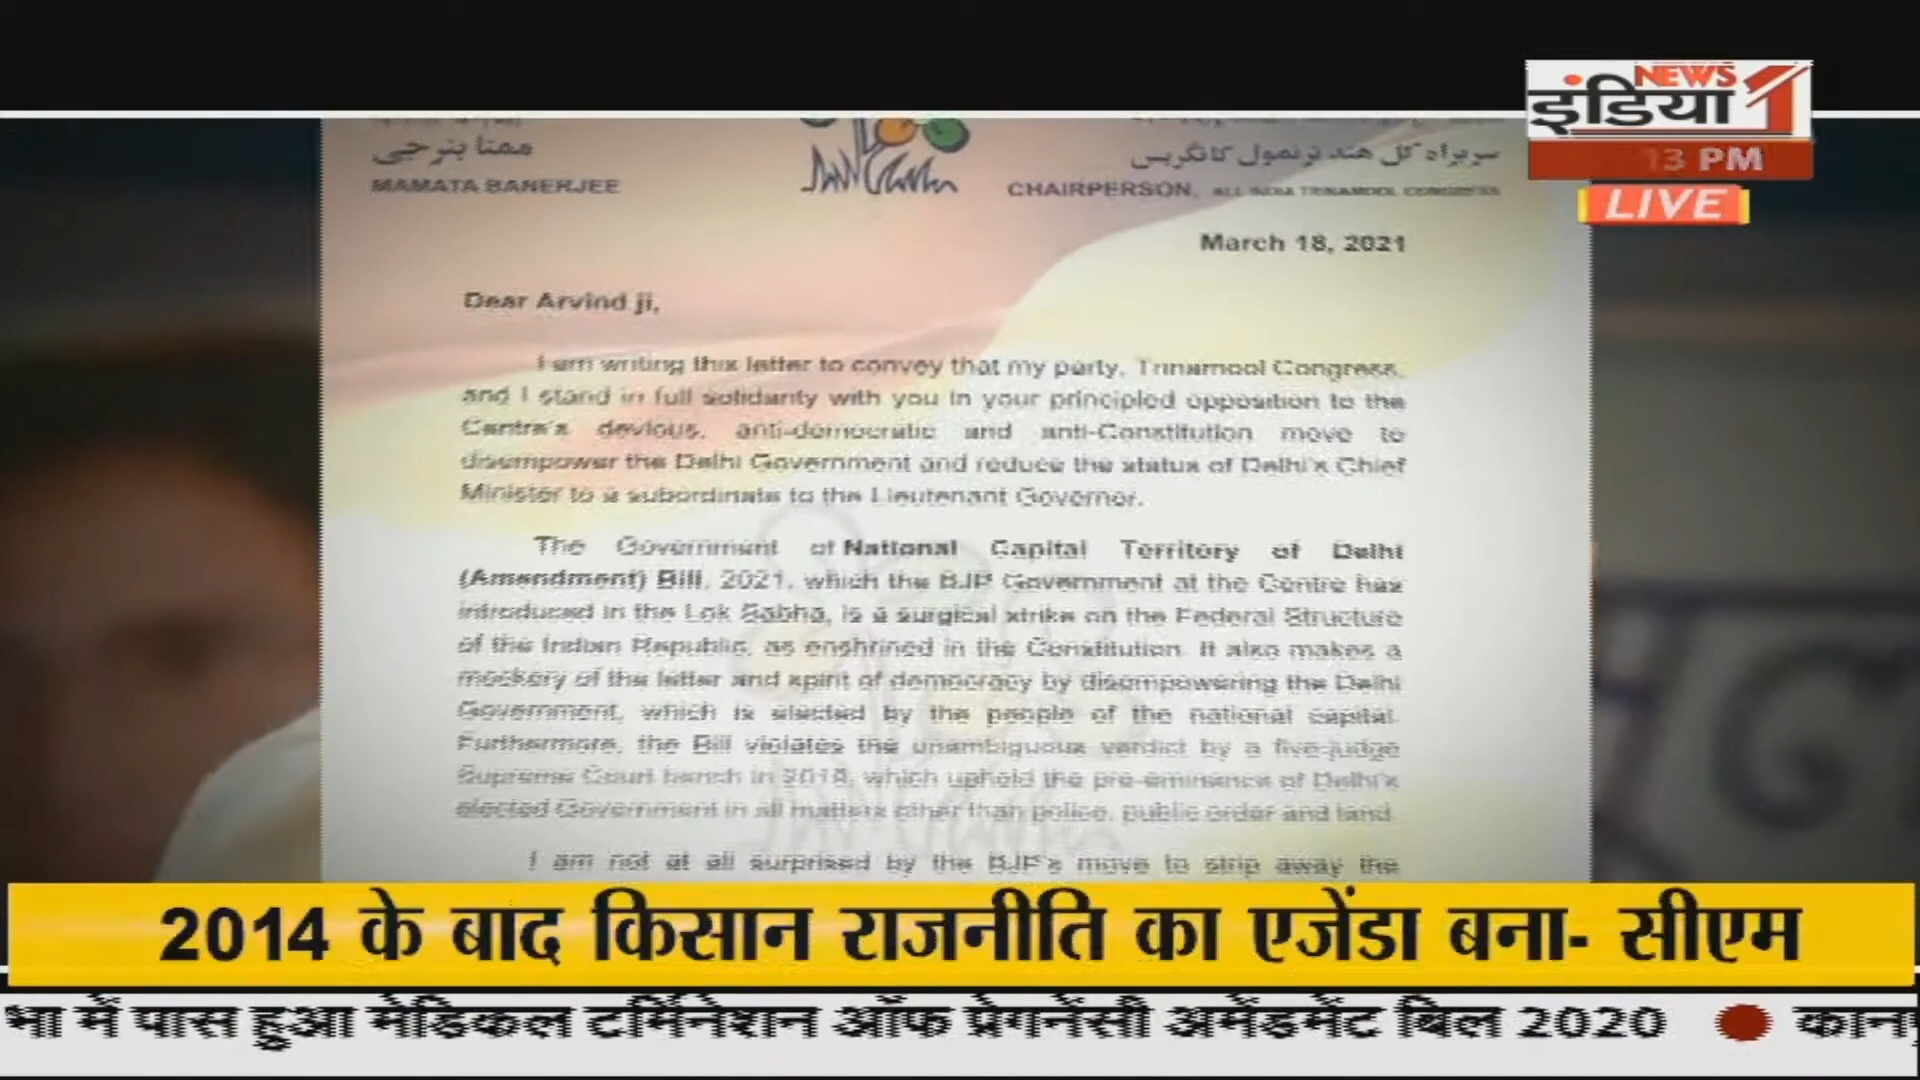 NEWS
इंडिया 1
13 PM
LIVE
ممتا بنرجی
سربراہ کل ھند ترنمول کانگریس
MAMATA BANERJEE
CHAIRPERSON, ALL INDIA TRINAMOOL CONGRESS
March 18, 2021
Dear Arvind ji,
I am writing this letter to convey that my party, Trinamool Congress,
and I stand in full solidarity with you in your principled opposition to the
Centre's devious, anti-democratic and anti-Constitution move to
disempower the Delhi Government and reduce the status of Delhi's Chief
Minister to a subordinate to the Lieutenant Governor.
The Government of National Capital Territory of Delhi
(Amendment) Bill, 2021, which the BJP Government at the Centre has
introduced in the Lok Sabha, is a surgical strike on the Federal Structure
of the Indian Republic, as enshrined in the Constitution. It also makes a
mockery of the letter and spirit of democracy by disempowering the Delhi
Government, which is elected by the people of the national capital.
Furthermore, the Bill violates the unambiguous verdict by a five-judge
Supreme Court bench in 2018, which upheld the pre-eminence of Delhi's
elected Government in all matters other than police, public order and land.
I am not at all surprised by the BJP's move to strip away the
2014 के बाद किसान राजनीति का एजेंडा बना- सीएम
भा में पास हुआ मेडिकल टर्मिनेशन ऑफ प्रेगनेंसी अमेंडमेंट बिल 2020 ● कान